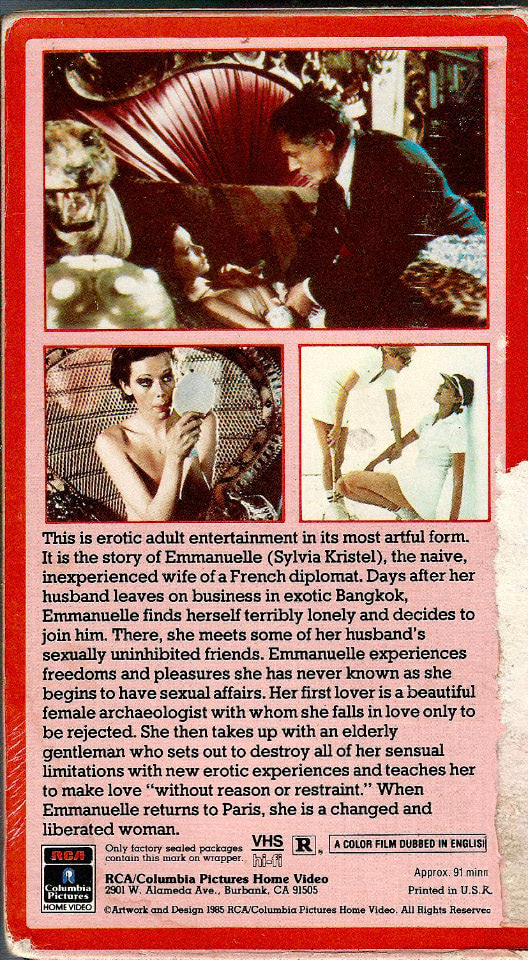 This is erotic adult entertainment in its most artful form.
It is the story of Emmanuelle (Sylvia Kristel), the naive,
inexperienced wife of a French diplomat. Days after her
husband leaves on business in exotic Bangkok,
Emmanuelle finds herself terribly lonely and decides to
join him. There, she meets some of her husband's
sexually uninhibited friends. Emmanuelle experiences
freedoms and pleasures she has never known as she
begins to have sexual affairs. Her first lover is a beautiful
female archaeologist with whom she falls in love only to
be rejected. She then takes up with an elderly
gentleman who sets out to destroy all of her sensual
limitations with new erotic experiences and teaches her
to make love "without reason or restraint." When
Emmanuelle returns to Paris, she is a changed and
liberated woman.
RCA
Columbia
Pictures
HOME VIDEO
Only factory sealed packages
contain this mark on wrapper.
VHS
hi-fi
R
A COLOR FILM DUBBED IN ENGLIS
RCA/Columbia Pictures Home Video
2901 W. Alameda Ave., Burbank, CA 91505
Approx. 91 min
Printed in U.S.
©Artwork and Design 1985 RCA/Columbia Pictures Home Video. All Rights Reserve